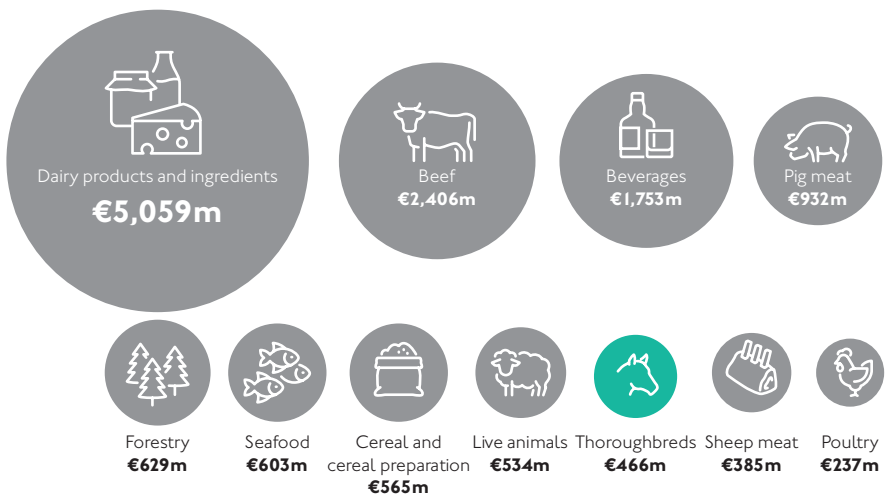 Dairy products and ingredients
€5,059m
Beef
€2,406m
Beverages
€1,753m
Pig meat
€932m
Forestry
€629m
Seafood
€603m
Cereal and
cereal preparation
€565m
Live animals
€534m
Thoroughbreds
€466m
Sheep meat
€385m
Poultry
€237m